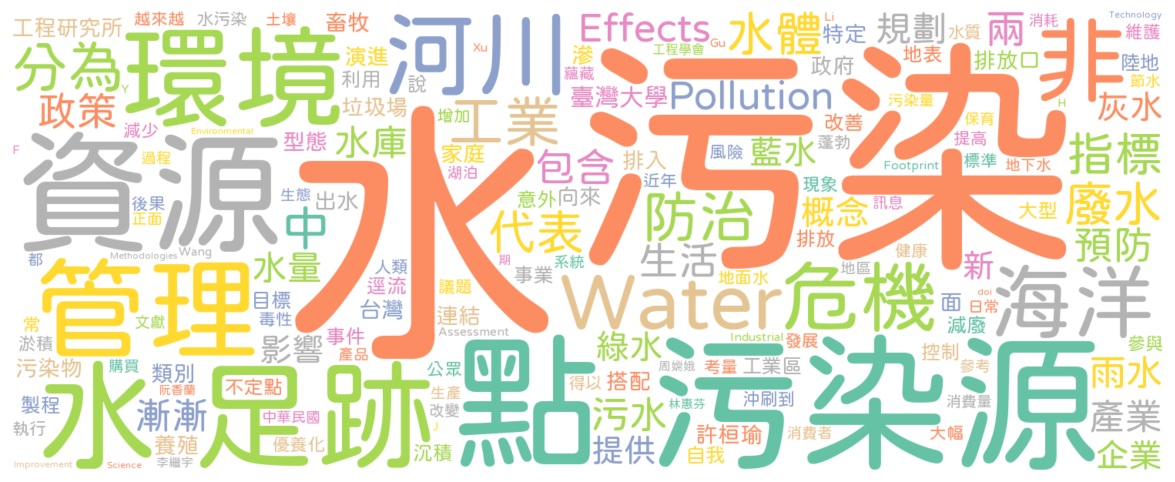 工程研究所
越來越
水污染
土壤
畜牧
分為
環境
演進
利用
河川
說
Xu
Effects
滲
蘊藏
工程學會
Gu
水體
特定
規劃
Li
兩
消耗
Technology
維護
水質
排放口
地表
陸地
節水
非
灰水
政府
臺灣大學
Pollution
政策
Y
垃圾場
減少
Environmental
型態
水庫
增加
工業
家庭
湖泊
近年
包含
排入
風險
改善
藍水
蓬勃
污染量
保育
提高
H
Footprint
標準
地下水
指標
F
過程
資源
生態
後果
正面
都
出水
中
Methodologies
Wang
水量
水污染
意外
向來
代表
防治
現象
概念
訊息
排放
大型
廢水
預防
健康
新
地區
面
doi
日常
減廢
海洋
期
事業
系統
生活
地面水
Water
危機
管理
目標
毒性
人類
逕流
台灣
議題
連結
Assessment
常
文獻
淤積
影響
事件
產品
綠水
Industrial
周嫦娥
考量
發展
工業區
控制
參與
參考
雨水
污染物
購買
類別
阮香蘭
不定點
公眾
生產
改變
J
得以
搭配
林惠芬
沖刷到
消費量
水足跡
點污染源
製程
執行
漸漸
中華民國
養殖
優養化
李繼宇
沉積
污水
提供
許桓瑜
自我
消費者
大幅
產業
企業
Improvement
Science